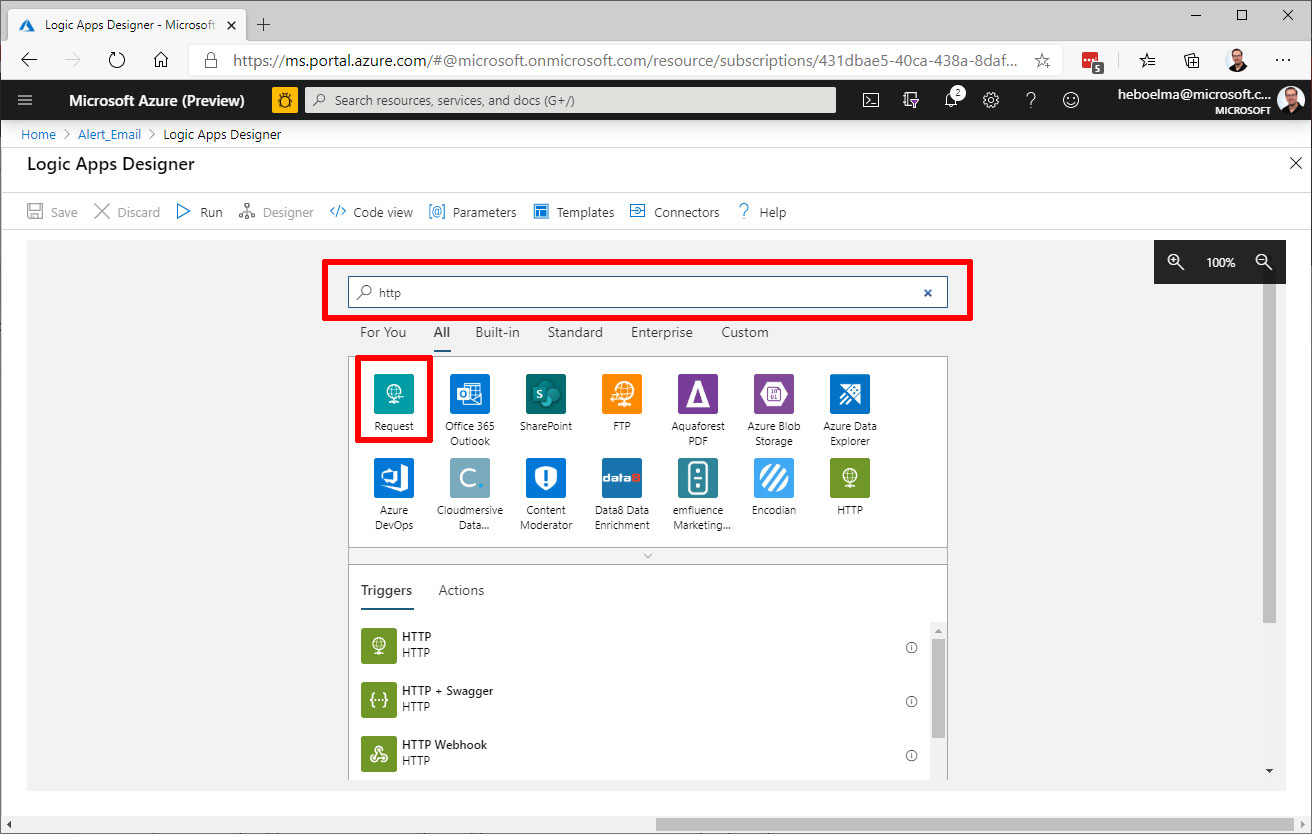 Logic Apps Designer - Microsoft
https://ms.portal.azure.com/#@microsoft.onmicrosoft.com/resource/subscriptions/431dbae5-40ca-438a-8daf...
5
Microsoft Azure (Preview)
Search resources, services, and docs (G+/)
2
heboelma@microsoft.c...
MICROSOFT
Home > Alert_Email > Logic Apps Designer
Logic Apps Designer
Save Discard Run Designer Code view Parameters Templates Connectors Help
100%
http
For You All Built-in Standard Enterprise Custom
Request Office 365 SharePoint FTP Aquaforest Azure Blob Azure Data
Outlook PDF Storage Explorer
data8
Azure Cloudmersive Content Data8 Data emfluence Encodian HTTP
DevOps Data... Moderator Enrichment Marketing...
Triggers Actions
HTTP
HTTP
HTTP + Swagger
HTTP
HTTP Webhook
HTTP